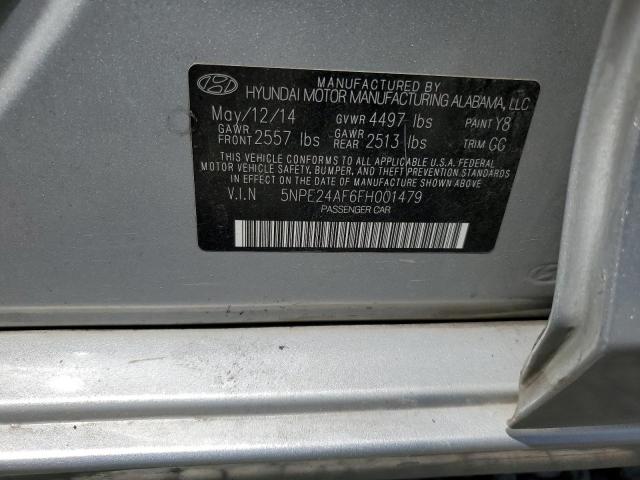 MANUFACTURED BY
HYUNDAI MOTOR MANUFACTURING ALABAMA, LLC.
May/12/14 GVWR 4497 lbs PAINT Y8
GAWR FRONT 2557 lbs GAWR REAR 2513 lbs TRIM GC
THIS VEHICLE CONFORMS TO ALL APPLICABLE U.S.A. FEDERAL
MOTOR VEHICLE SAFETY, BUMPER, AND THEFT PREVENTION STANDARDS
IN EFFECT ON THE DATE OF MANUFACTURE SHOWN ABOVE.
V.I.N 5NPE24AF6FH001479
PASSENGER CAR